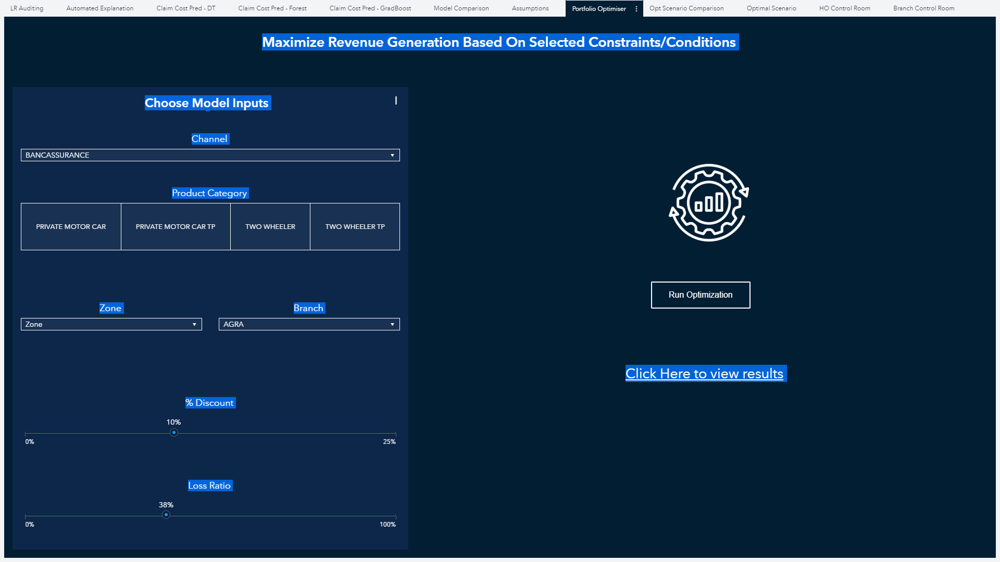 LR Auditing Automated Explanation Claim Cost Pred - DT Claim Cost Pred - Forest Claim Cost Pred - GradBoost Model Comparison Assumptions Portfolio Optimiser Opt Scenario Comparison Optimal Scenario HO Control Room Branch Control Room
Maximize Revenue Generation Based On Selected Constraints/Conditions
Choose Model Inputs
Channel
BANCASSURANCE
Product Category
PRIVATE MOTOR CAR PRIVATE MOTOR CAR TP TWO WHEELER TWO WHEELER TP
Zone Branch
Zone AGRA
% Discount
10%
0% 25%
Loss Ratio
38%
0% 100%
Run Optimization
Click Here to view results